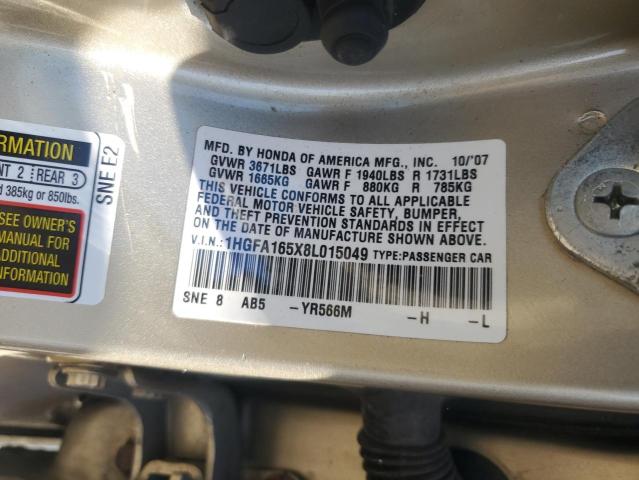 ORMATION
NT 2 REAR 3
385kg or 850lbs.
SEE OWNER'S
MANUAL FOR
ADDITIONAL
INFORMATION
SNE E2
MFD. BY HONDA OF AMERICA MFG., INC. 10/'07
GVWR 3671LBS GAWR F 1940LBS R 1731LBS
GVWR 1665KG GAWR F 880KG R 785KG
THIS VEHICLE CONFORMS TO ALL APPLICABLE
FEDERAL MOTOR VEHICLE SAFETY, BUMPER,
AND THEFT PREVENTION STANDARDS IN EFFECT
ON THE DATE OF MANUFACTURE SHOWN ABOVE.
V.I.N.:1HGFA165X8L015049 TYPE:PASSENGER CAR
SNE 8 AB5 -YR566M -H -L